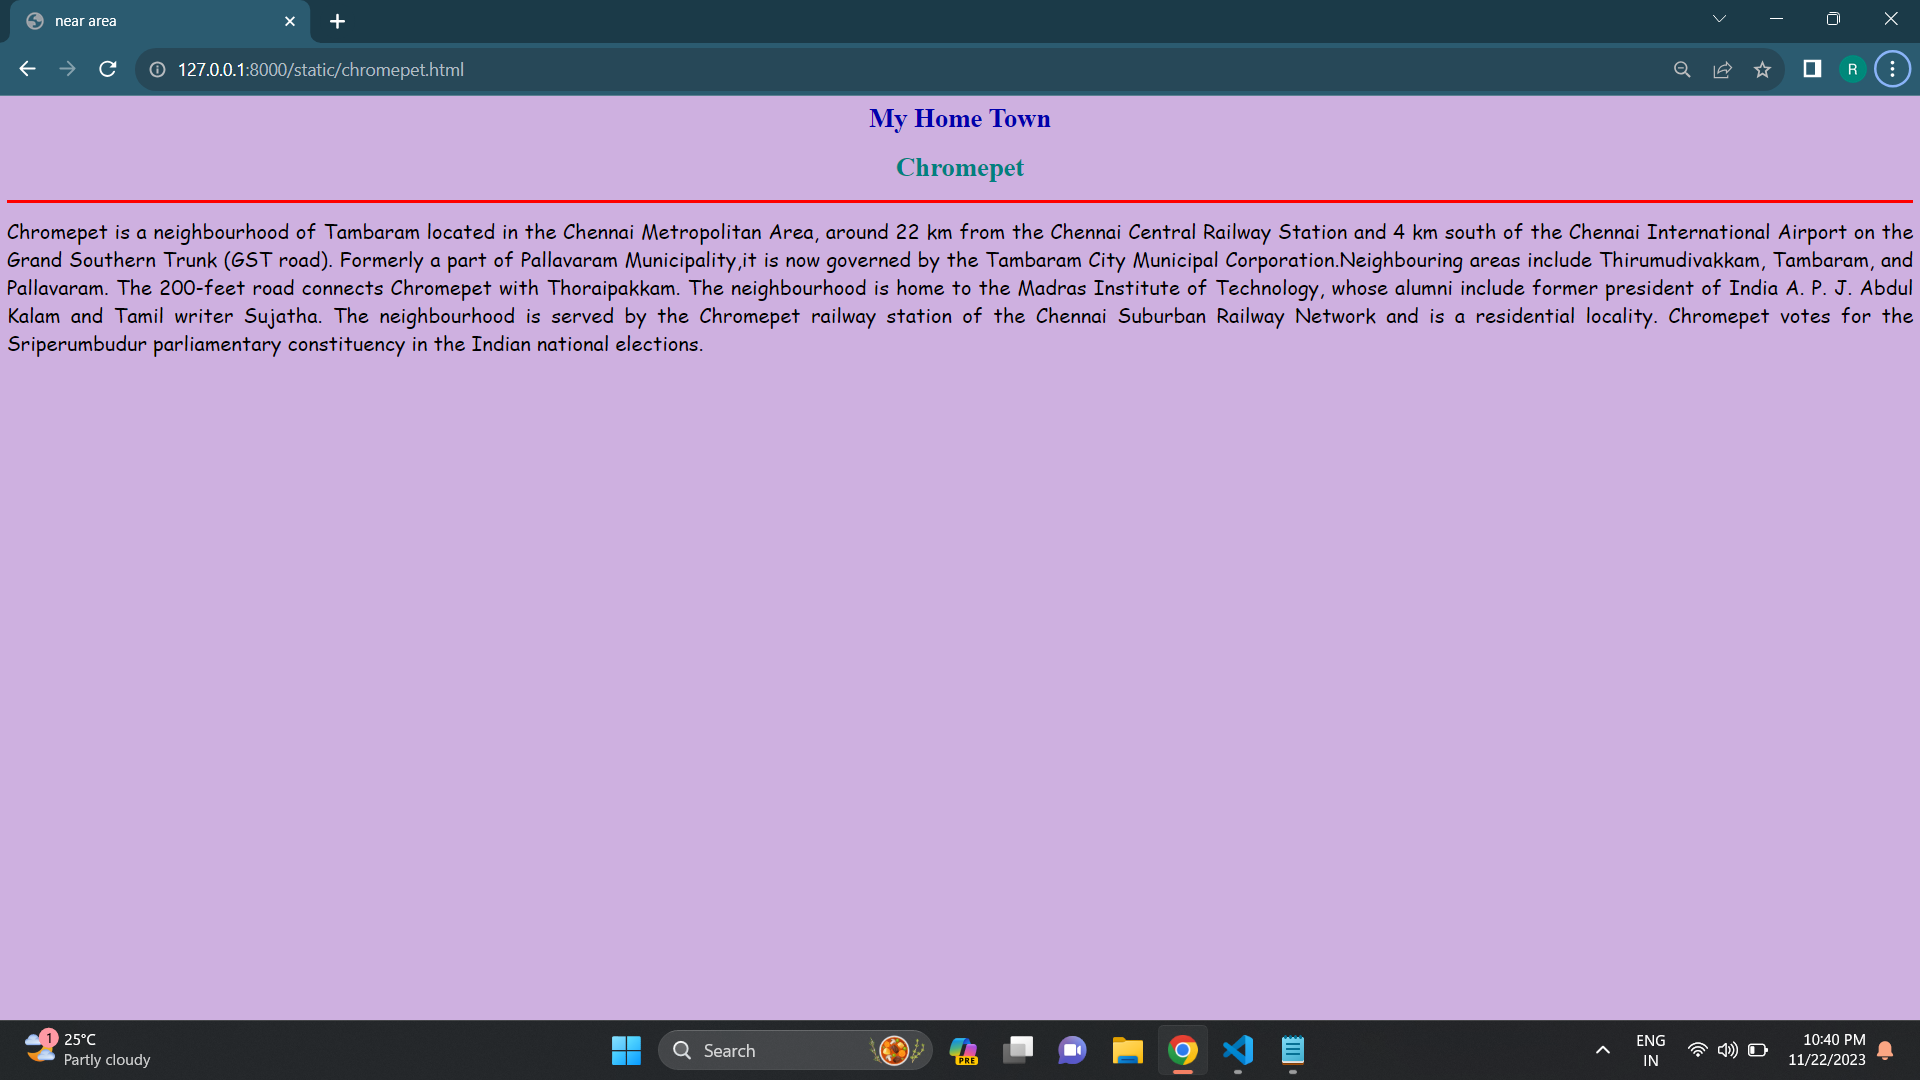 near area
127.0.0.1:8000/static/chromepet.html
R
My Home Town
Chromepet
Chromepet is a neighbourhood of Tambaram located in the Chennai Metropolitan Area, around 22 km from the Chennai Central Railway Station and 4 km south of the Chennai International Airport on the
Grand Southern Trunk (GST road). Formerly a part of Pallavaram Municipality,it is now governed by the Tambaram City Municipal Corporation.Neighbouring areas include Thirumudivakkam, Tambaram, and
Pallavaram. The 200-feet road connects Chromepet with Thoraipakkam. The neighbourhood is home to the Madras Institute of Technology, whose alumni include former president of India A. P. J. Abdul
Kalam and Tamil writer Sujatha. The neighbourhood is served by the Chromepet railway station of the Chennai Suburban Railway Network and is a residential locality. Chromepet votes for the
Sriperumbudur parliamentary constituency in the Indian national elections.
1
25°C
Partly cloudy
Search
PRE
ENG
IN
10:40 PM
11/22/2023